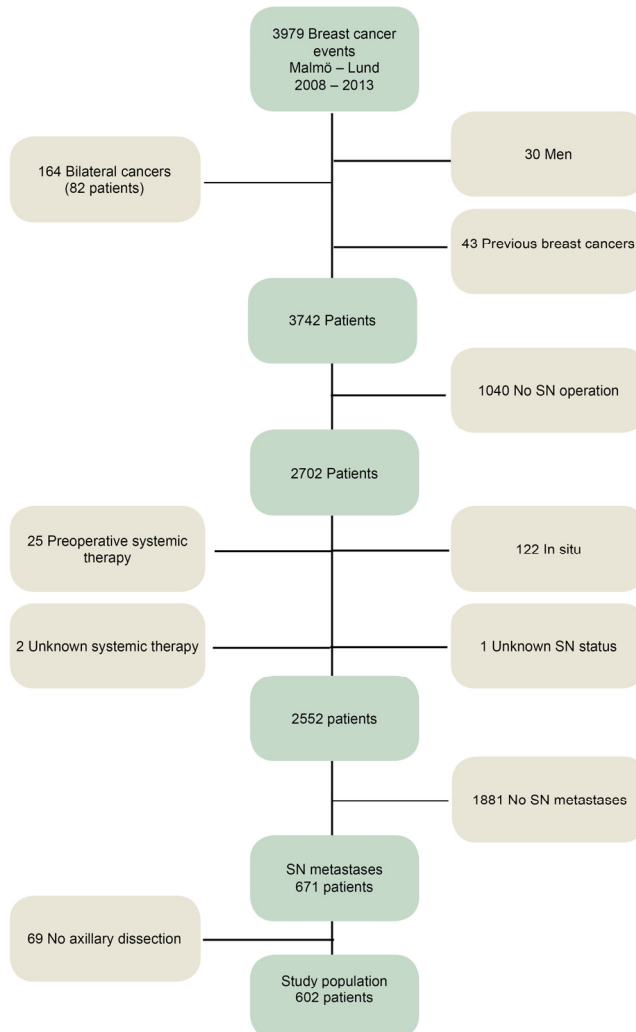 3979 Breast cancer
events
Malmö – Lund
2008 – 2013
30 Men
164 Bilateral cancers
(82 patients)
43 Previous breast cancers
3742 Patients
1040 No SN operation
2702 Patients
25 Preoperative systemic
therapy
122 In situ
2 Unknown systemic therapy
1 Unknown SN status
2552 patients
1881 No SN metastases
SN metastases
671 patients
69 No axillary dissection
Study population
602 patients